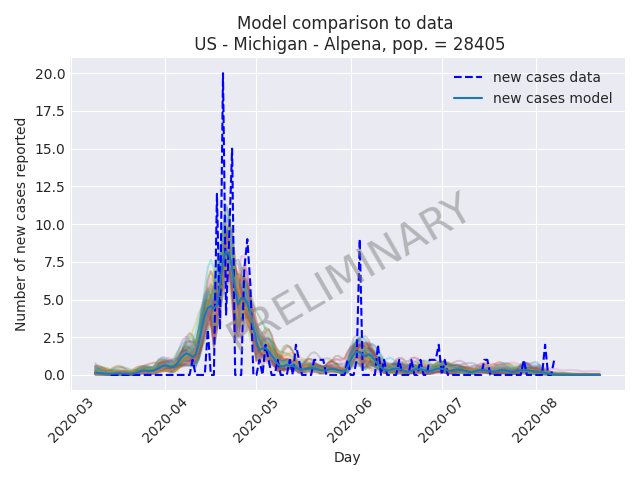 Model comparison to data
US - Michigan - Alpena, pop. = 28405
new cases data
new cases model
20.0
17.5
15.0
12.5
10.0
7.5
5.0
2.5
0.0
Number of new cases reported
PRELIMINARY
2020-03
2020-04
2020-05
2020-06
2020-07
2020-08
Day